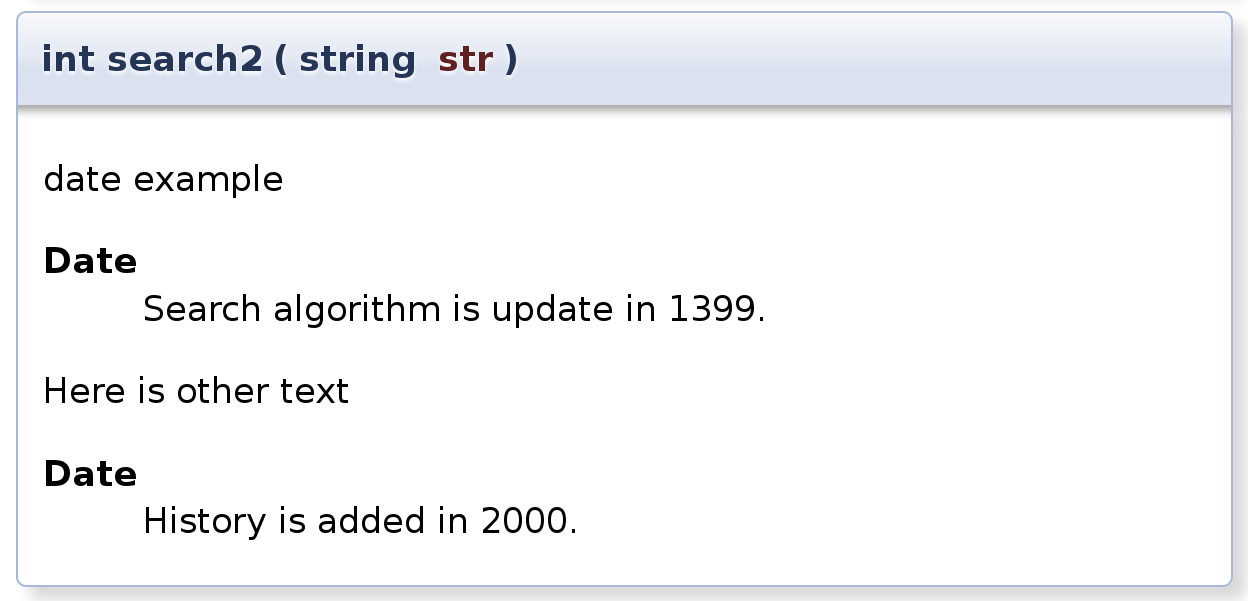 int search2 ( string str )
date example
Date
Search algorithm is update in 1399.
Here is other text
Date
History is added in 2000.